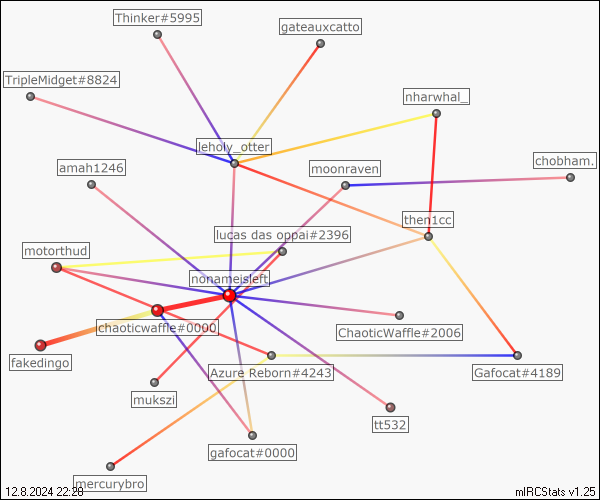 Thinker#5995
gateauxcatto
TripleMidget#8824
nharwhal_
leholy_otter
moonraven
chobham.
amah1246
then1cc
lucas das oppai#2396
motorthud
nonameisleft
chaoticwaffle#0000
ChaoticWaffle#2006
fakedingo
Azure Reborn#4243
Gafocat#4189
mukszi
tt532
gafocat#0000
mercurybro
12.8.2024 22:28
mIRCStats v1.25